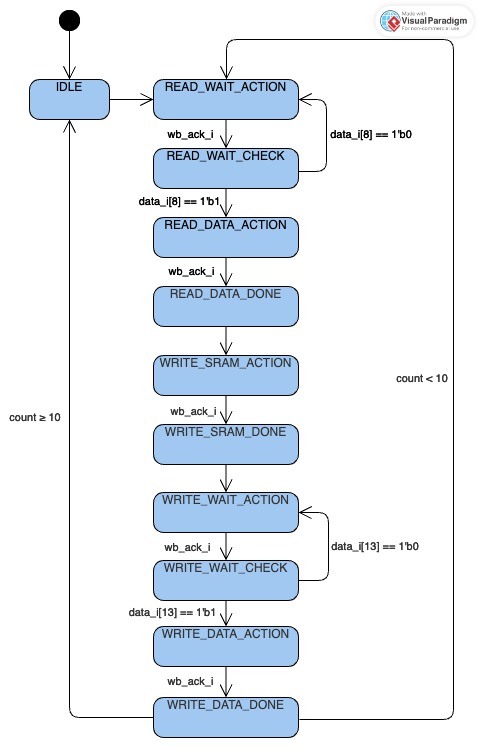 Made with
Visual Paradigm
For non-commercial use
IDLE
READ_WAIT_ACTION
wb_ack_i
data_i[8] == 1'b0
READ_WAIT_CHECK
data_i[8] == 1'b1
READ_DATA_ACTION
wb_ack_i
READ_DATA_DONE
WRITE_SRAM_ACTION
count < 10
wb_ack_i
count ≥ 10
WRITE_SRAM_DONE
WRITE_WAIT_ACTION
wb_ack_i
data_i[13] == 1'b0
WRITE_WAIT_CHECK
data_i[13] == 1'b1
WRITE_DATA_ACTION
wb_ack_i
WRITE_DATA_DONE